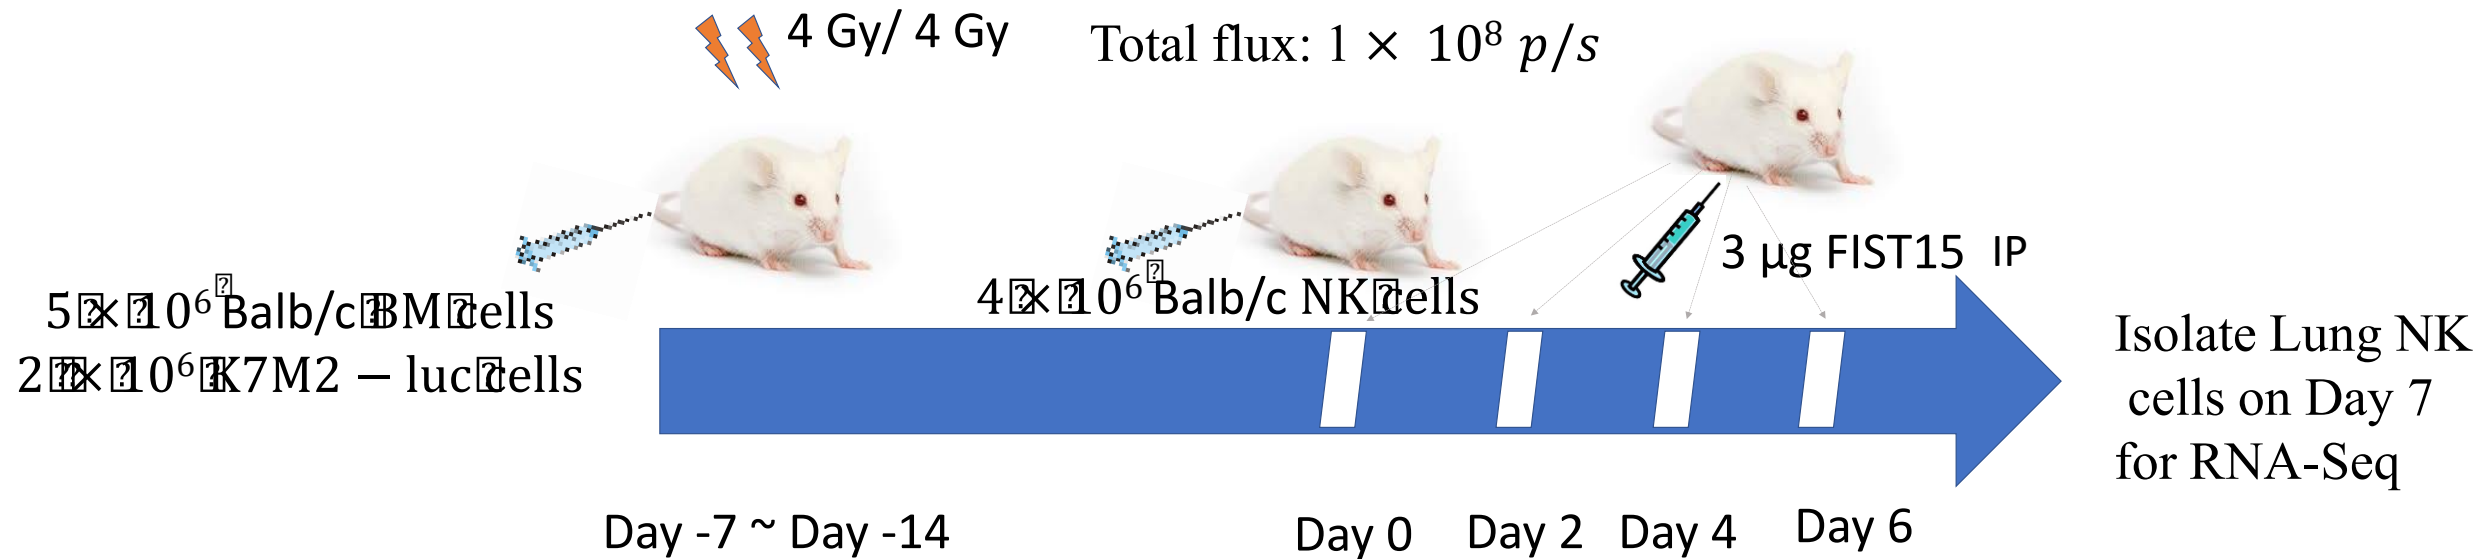 4 Gy/ 4 Gy
Total flux: 1 × 10⁸ p/s
3 µg FIST15 IP
5 × 10⁶ Balb/c BM cells
2 × 10⁶ K7M2 − luc cells
4 × 10⁶ Balb/c NK cells
Isolate Lung NK
cells on Day 7
for RNA-Seq
Day -7 ~ Day -14
Day 0
Day 2
Day 4
Day 6